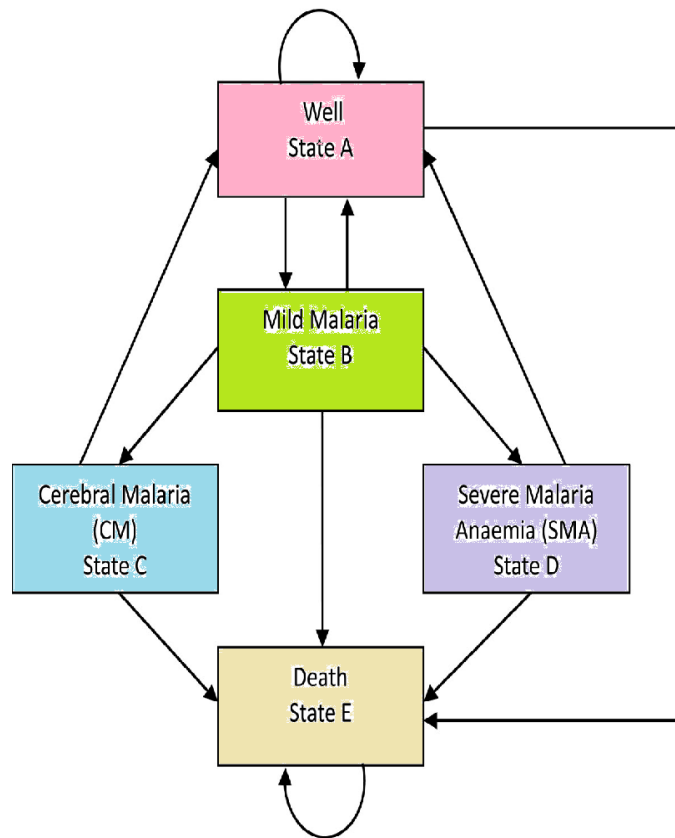 Well
State A
Mild Malaria
State B
Cerebral Malaria
(CM)
State C
Severe Malaria
Anaemia (SMA)
State D
Death
State E